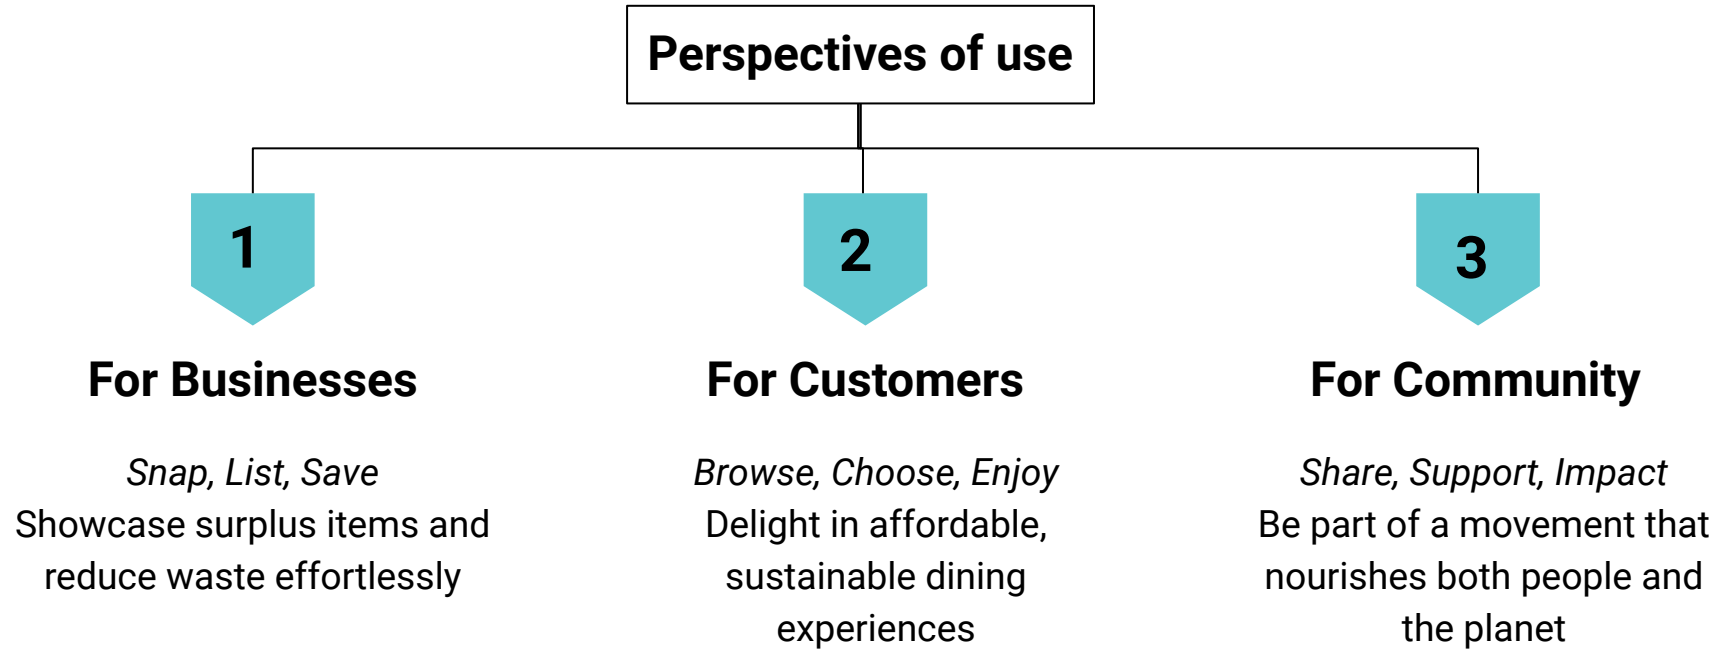 Perspectives of use
1
For Businesses
Snap, List, Save
Showcase surplus items and
reduce waste effortlessly
2
For Customers
Browse, Choose, Enjoy
Delight in affordable,
sustainable dining
experiences
3
For Community
Share, Support, Impact
Be part of a movement that
nourishes both people and
the planet